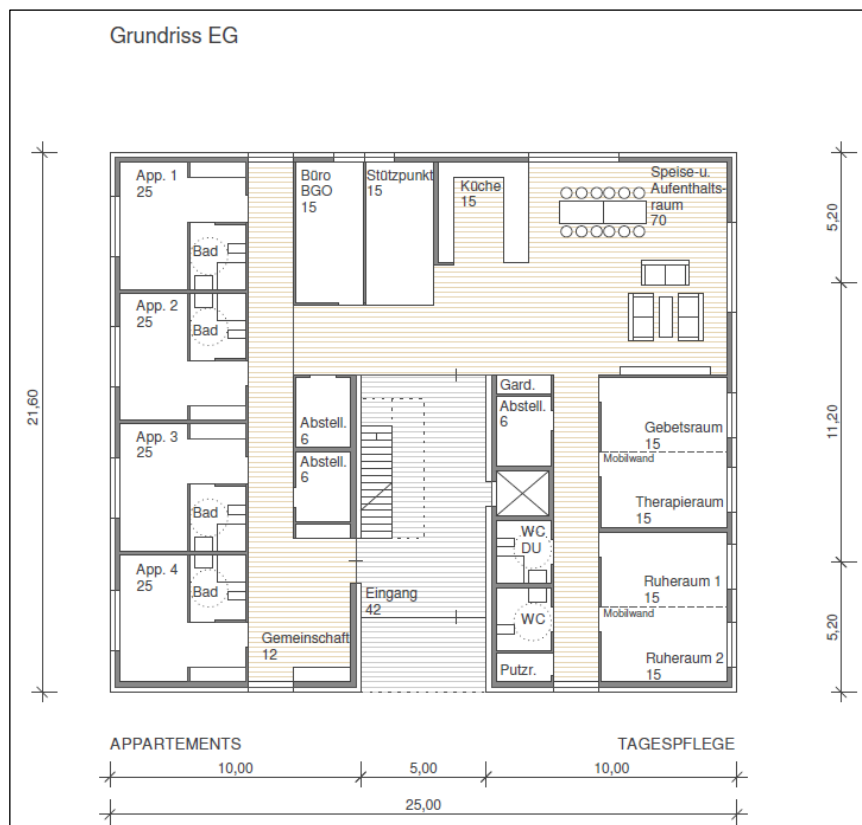 Grundriss EG
App. 1
25
Bad
App. 2
25
Bad
App. 3
25
Bad
App. 4
25
Bad
Büro
BGO
15
Stützpunkt
15
Küche
15
Speise-u.
Aufenthalts-
raum
70
Abstell.
6
Abstell.
6
Gard.
Abstell.
6
Gebetsraum
15
Mobilwand
Therapieraum
15
WC
DU
WC
Putzr.
Ruheraum 1
15
Mobilwand
Ruheraum 2
15
Eingang
42
Gemeinschaft
12
21,60
5,20
11,20
5,20
APPARTEMENTS
TAGESPFLEGE
10,00
5,00
10,00
25,00